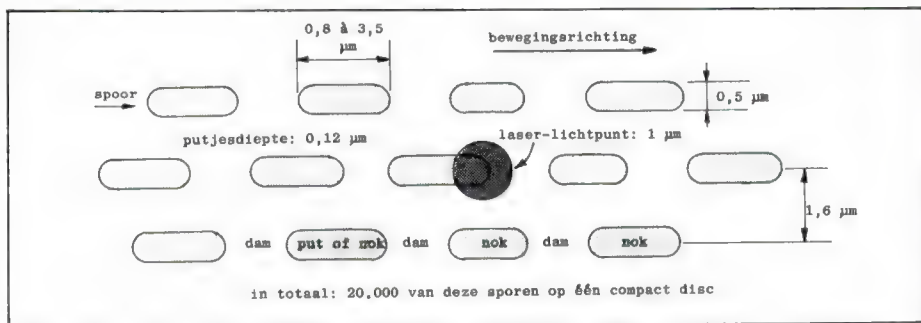 0,8 à 3,5
µm
bewegingsrichting
spoor
0,5 µm
putjesdiepte: 0,12 µm
laser-lichtpunt: 1 µm
1,6 µm
dam put of nok dam nok dam nok
in totaal: 20.000 van deze sporen op één compact disc